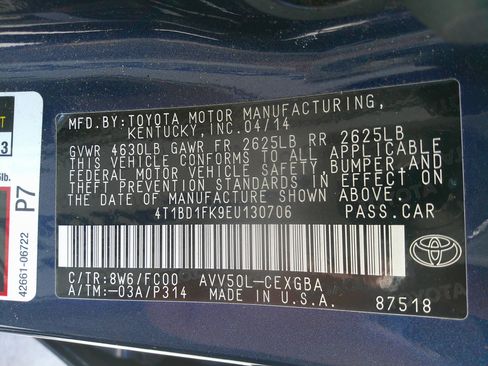 MFD.BY:TOYOTA MOTOR MANUFACTURING,
KENTUCKY, INC. 04/14
GVWR 4630LB GAWR FR 2625LB RR 2625LB
THIS VEHICLE CONFORMS TO ALL APPLICABLE
FEDERAL MOTOR VEHICLE SAFETY,BUMPER,AND
THEFT PREVENTION STANDARDS IN EFFECT ON
THE DATE OF MANUFACTURE SHOWN ABOVE.
4T1BD1FK9EU130706 PASS.CAR
C/TR:8W6/FC00 AVV50L-CEXGBA
A/TM:-03A/P314 MADE IN U.S.A.
87518
TOYOTA
P7
42661-06722
3
lb.